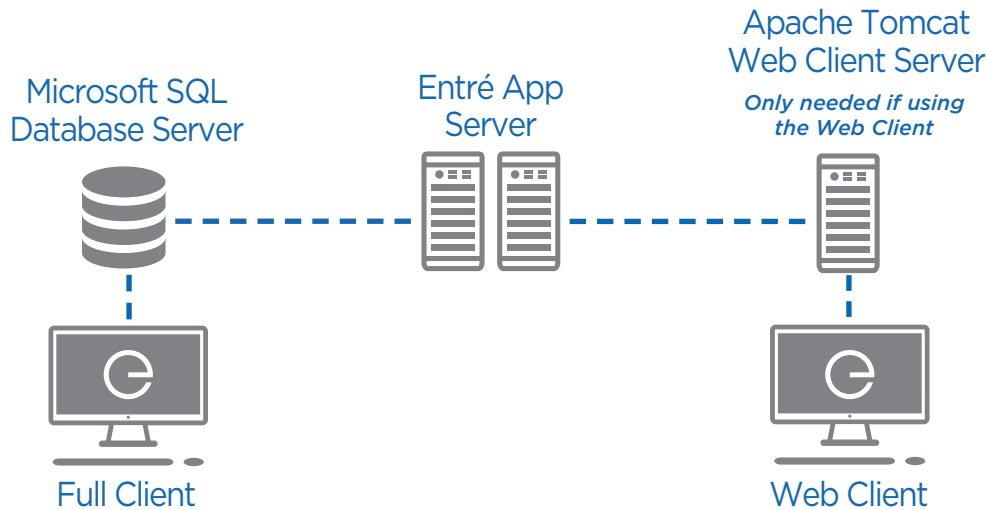 Microsoft SQL
Database Server
Entré App
Server
Apache Tomcat
Web Client Server
Only needed if using
the Web Client
Full Client
Web Client